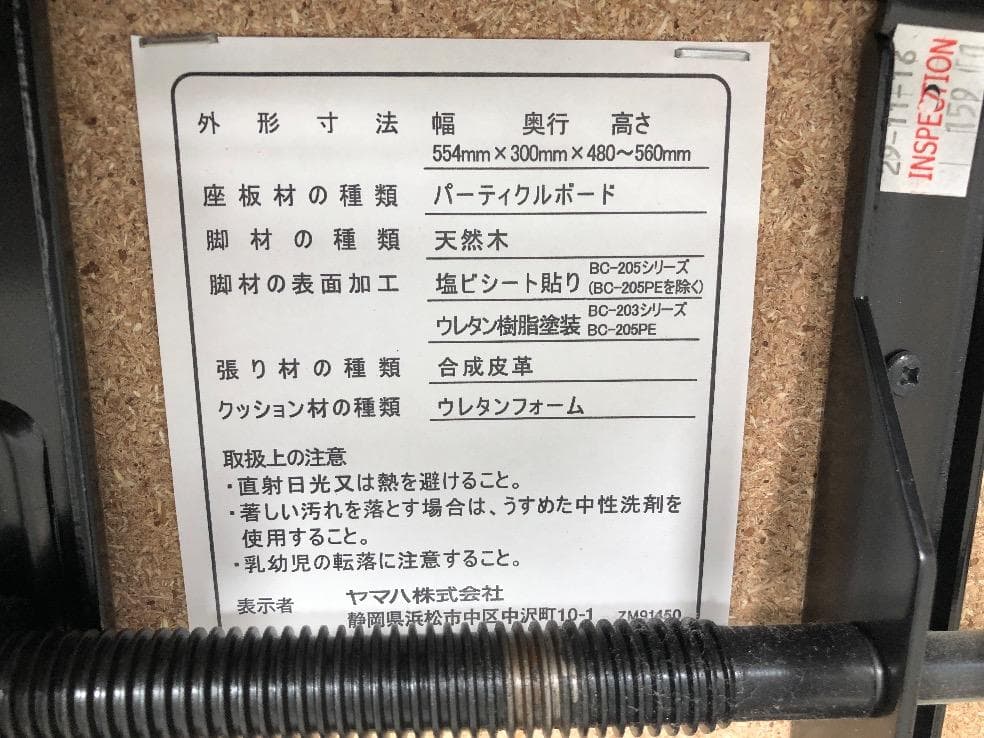 外形寸法 幅 奥行 高さ
554mm×300mm×480～560mm
座板材の種類 パーティクルボード
脚材の種類 天然木
脚材の表面加工 塩ビシート貼り BC-205シリーズ
(BC-205PEを除く)
ウレタン樹脂塗装 BC-203シリーズ
BC-205PE
張り材の種類 合成皮革
クッション材の種類 ウレタンフォーム
取扱上の注意
・直射日光又は熱を避けること。
・著しい汚れを落とす場合は、うすめた中性洗剤を
使用すること。
・乳幼児の転落に注意すること。
表示者 ヤマハ株式会社
静岡県浜松市中区中沢町10-1 ZM91450
29-11-16
INSPECTION